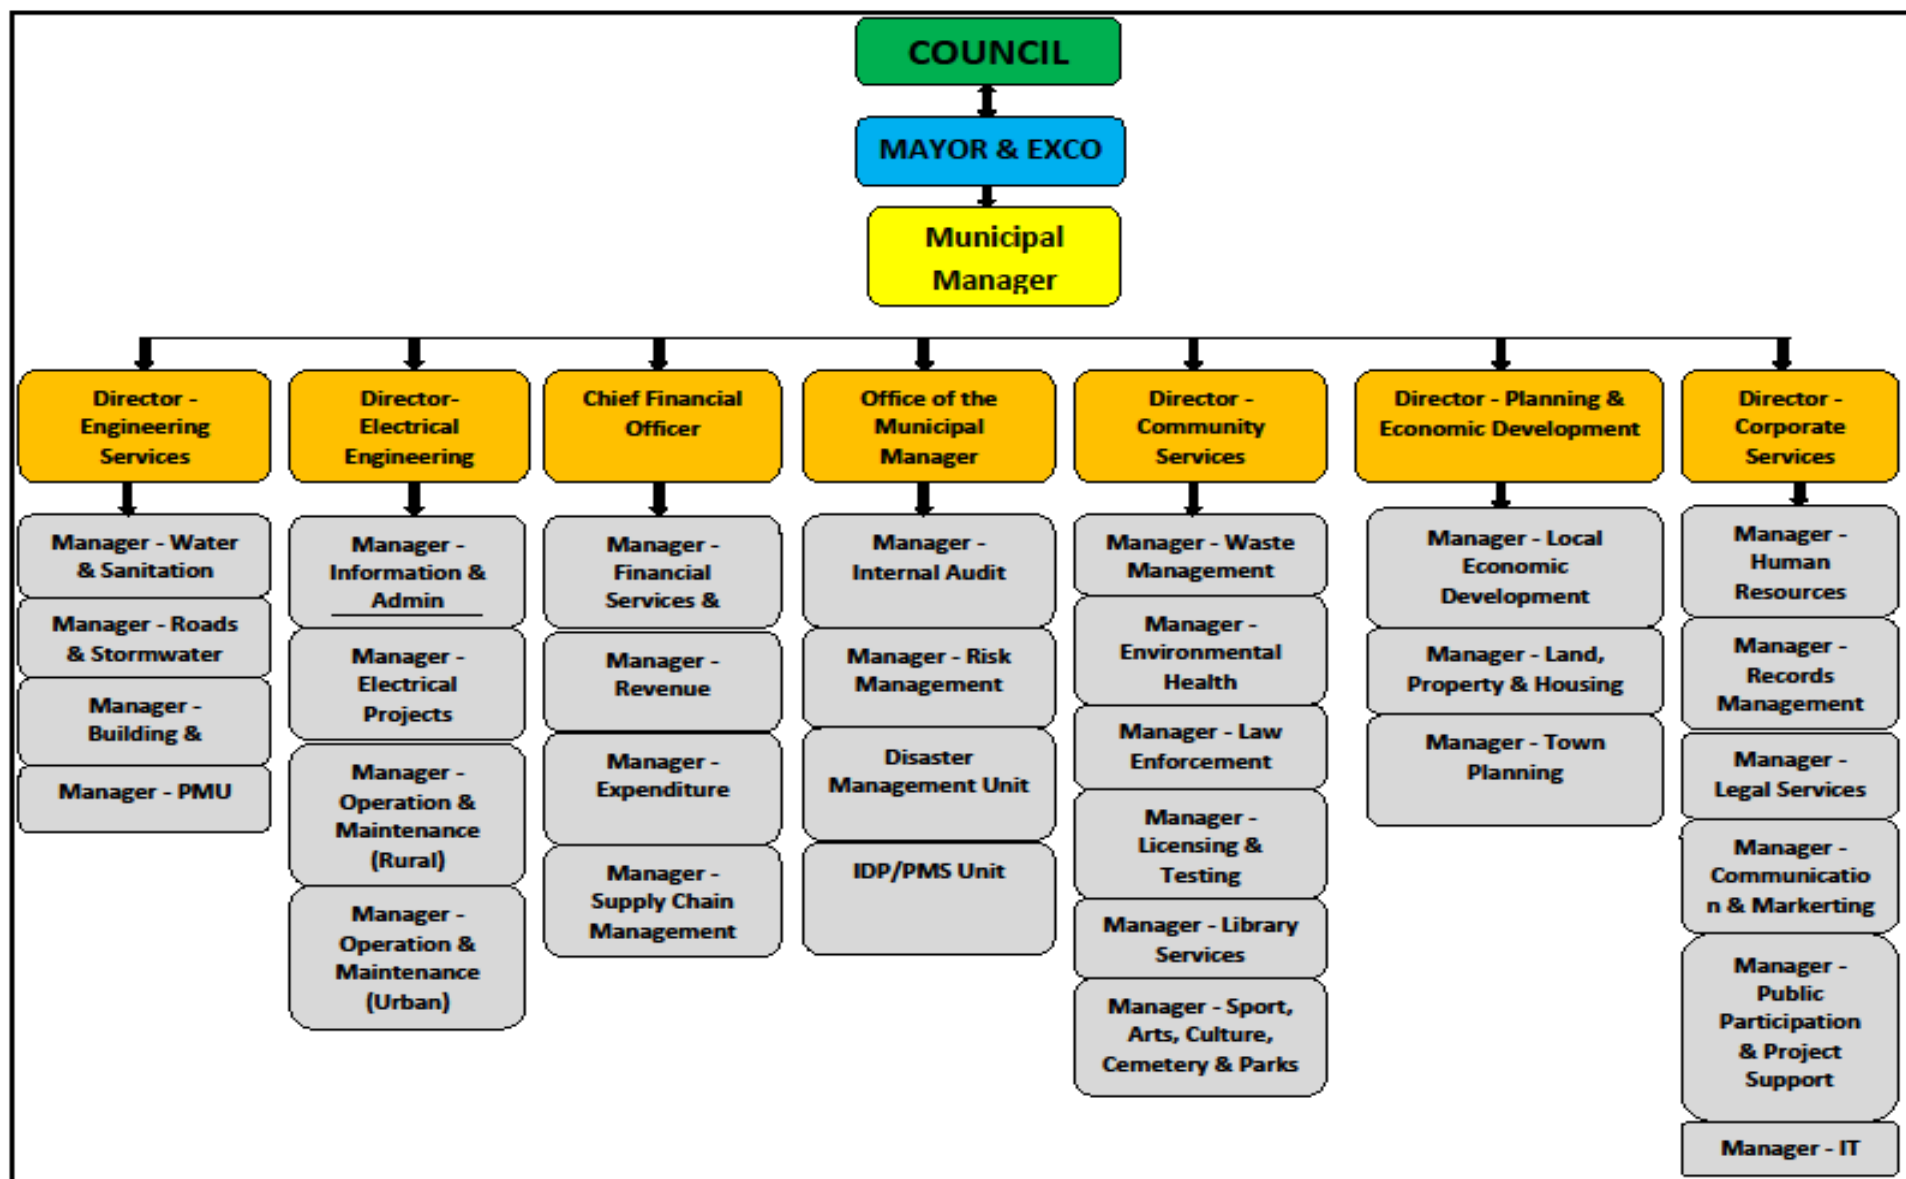 COUNCIL
MAYOR & EXCO
Municipal
Manager
Director -
Engineering
Services
Manager - Water
& Sanitation
Manager - Roads
& Stormwater
Manager -
Building &
Manager - PMU
Director-
Electrical
Engineering
Manager -
Information &
Admin
Manager -
Electrical
Projects
Manager -
Operation &
Maintenance
(Rural)
Manager -
Operation &
Maintenance
(Urban)
Chief Financial
Officer
Manager -
Financial
Services &
Manager -
Revenue
Manager -
Expenditure
Manager -
Supply Chain
Management
Office of the
Municipal
Manager
Manager -
Internal Audit
Manager - Risk
Management
Disaster
Management Unit
IDP/PMS Unit
Director -
Community
Services
Manager - Waste
Management
Manager -
Environmental
Health
Manager - Law
Enforcement
Manager -
Licensing &
Testing
Manager - Library
Services
Manager - Sport,
Arts, Culture,
Cemetery & Parks
Director - Planning &
Economic Development
Manager - Local
Economic
Development
Manager - Land,
Property & Housing
Manager - Town
Planning
Director -
Corporate
Services
Manager -
Human
Resources
Manager -
Records
Management
Manager -
Legal Services
Manager -
Communicatio
n & Markerting
Manager -
Public
Participation
& Project
Support
Manager - IT